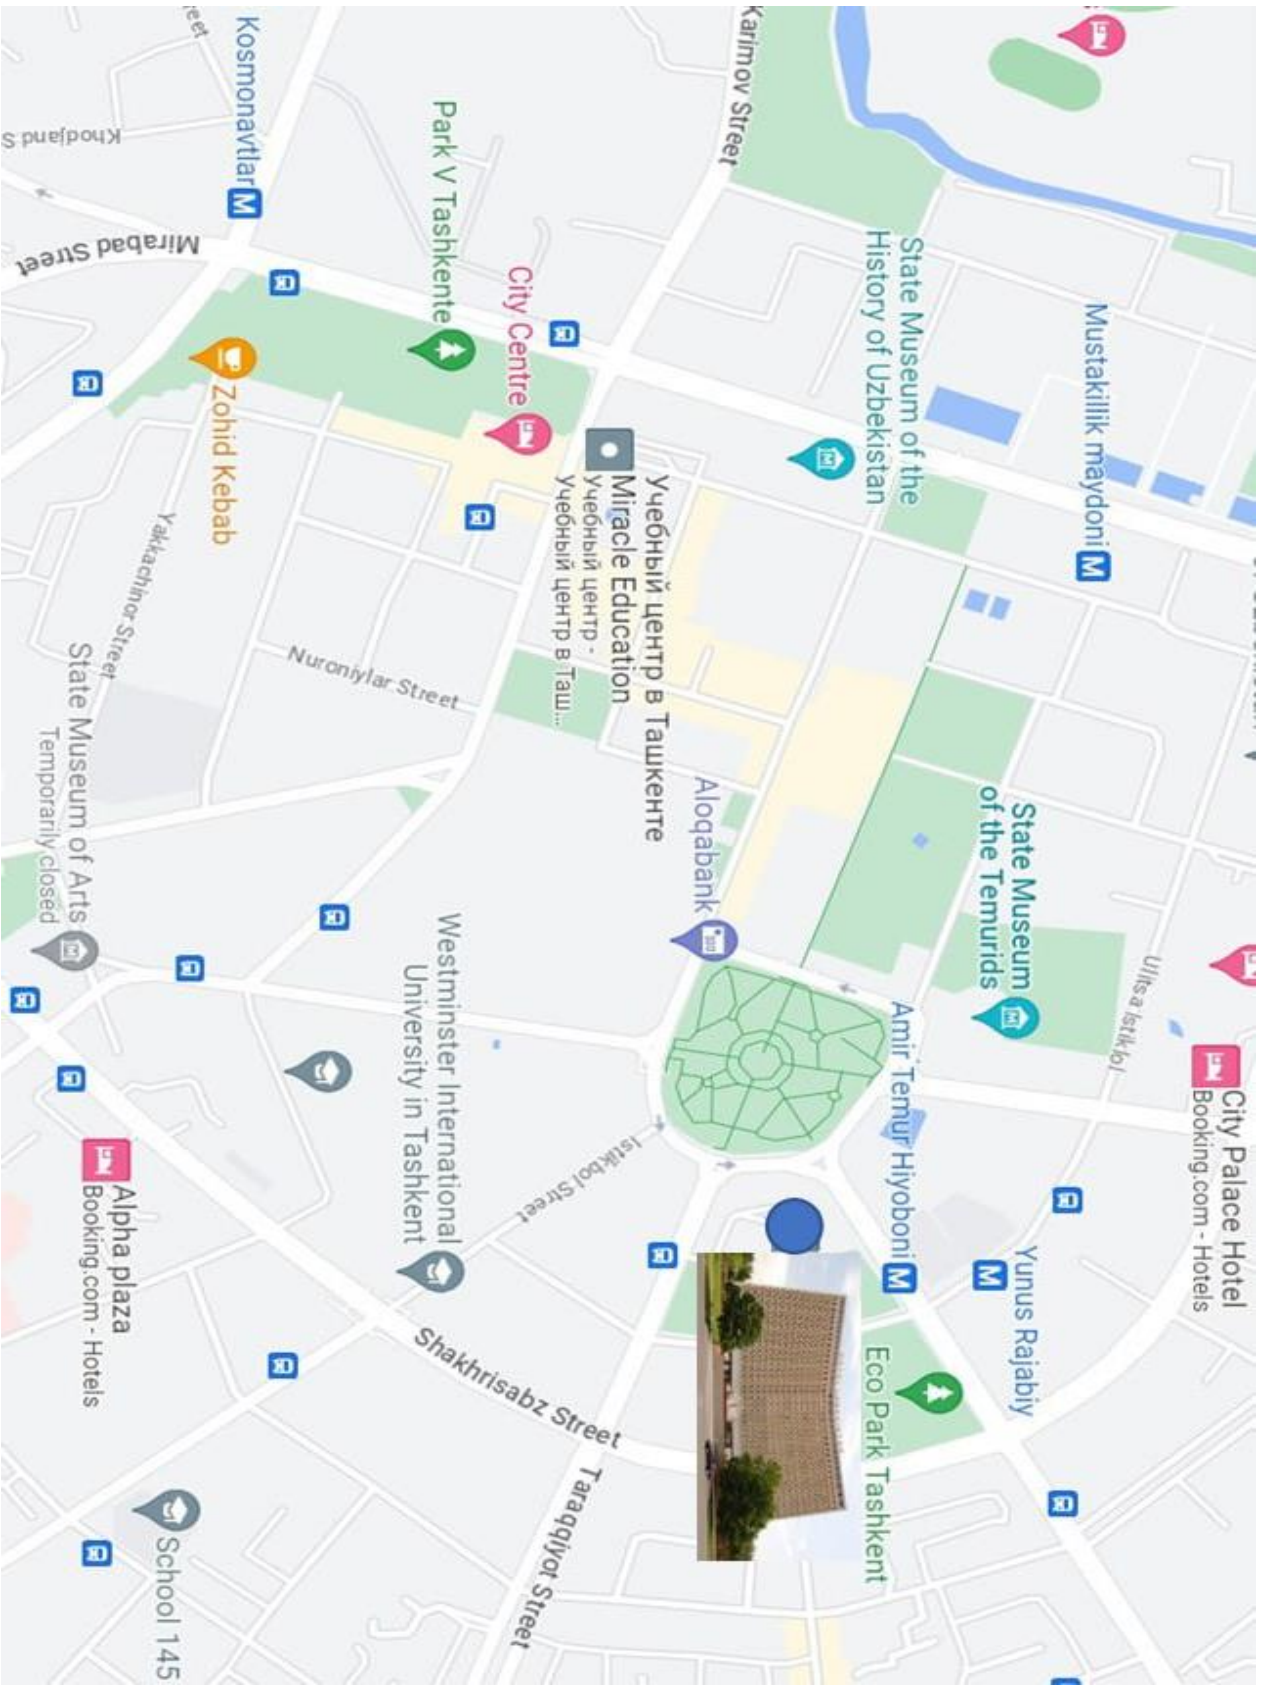 Karimov Street
Kosmonavtlar
M
Khodjand S
Mirabad Street
Park V Tashkente
City Centre
Zohid Kebab
State Museum of the
History of Uzbekistan
Mustakillik maydoni
M
Учебный центр в Ташкенте
Miracle Education
Учебный центр -
Учебный центр в Таш...
Yakkachinor Street
Nuroniylar Street
State Museum of Arts
Temporarily closed
Aloqabank
State Museum
of the Temurids
Ulitsa Istiklol
City Palace Hotel
Booking.com - Hotels
Amir Temur Hiyoboni
M
Yunus Rajabiy
M
Westminster International
University in Tashkent
Istikbol Street
Alpha plaza
Booking.com - Hotels
Shakhrisabz Street
Eco Park Tashkent
Taraqqiyot Street
School 145